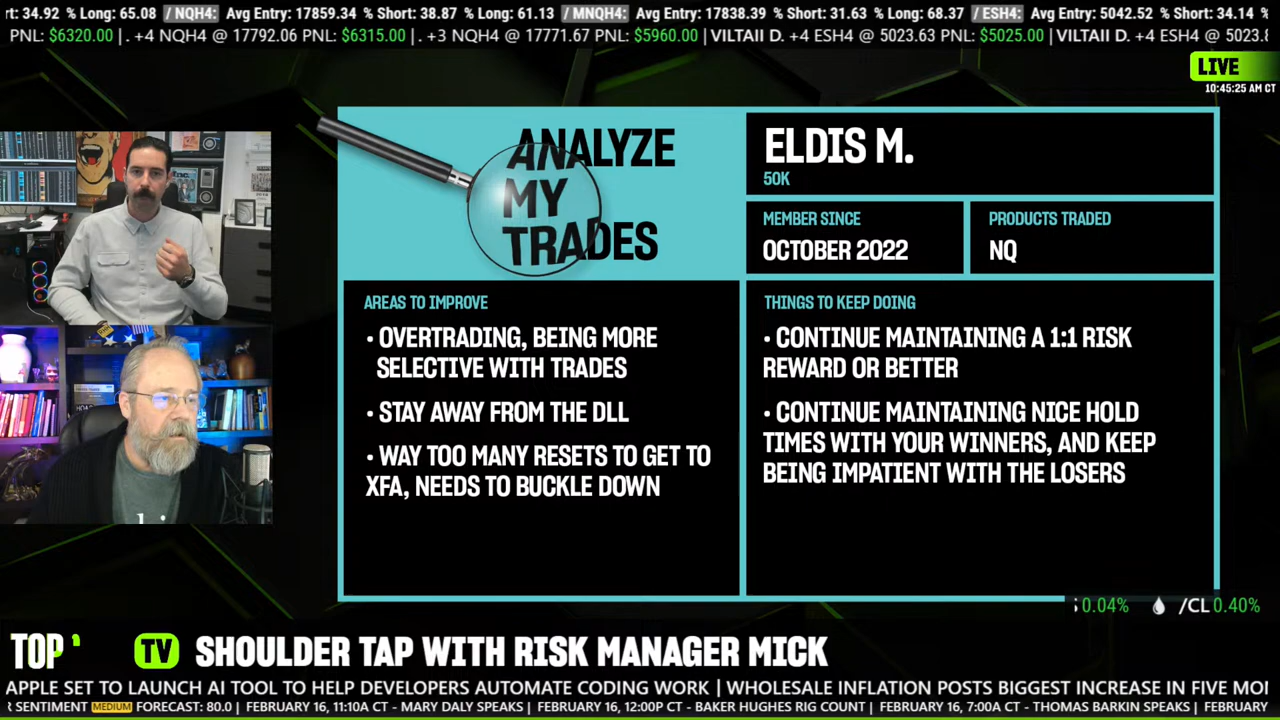 rt: 34.92 % Long: 65.08 / NQH4: Avg Entry: 17859.34 % Short: 38.87 % Long: 61.13 / MNQH4: Avg Entry: 17838.39 % Short: 31.63 % Long: 68.37 / ESH4: Avg Entry: 5042.52 % Short: 34.14 %
PNL: $6320.00 | . +4 NQH4 @ 17792.06 PNL: $6315.00 | . +3 NQH4 @ 17771.67 PNL: $5960.00 | VILTAII D. +4 ESH4 @ 5023.63 PNL: $5025.00 | VILTAII D. +4 ESH4 @ 5023.8
LIVE
10:45:25 AM CT
ANALYZE
MY
TRADES
ELDIS M.
50K
MEMBER SINCE
OCTOBER 2022
PRODUCTS TRADED
NQ
AREAS TO IMPROVE
• OVERTRADING, BEING MORE
SELECTIVE WITH TRADES
• STAY AWAY FROM THE DLL
• WAY TOO MANY RESETS TO GET TO
XFA, NEEDS TO BUCKLE DOWN
THINGS TO KEEP DOING
• CONTINUE MAINTAINING A 1:1 RISK
REWARD OR BETTER
• CONTINUE MAINTAINING NICE HOLD
TIMES WITH YOUR WINNERS, AND KEEP
BEING IMPATIENT WITH THE LOSERS
0.04% /CL 0.40%
TOP
TV SHOULDER TAP WITH RISK MANAGER MICK
APPLE SET TO LAUNCH AI TOOL TO HELP DEVELOPERS AUTOMATE CODING WORK | WHOLESALE INFLATION POSTS BIGGEST INCREASE IN FIVE MO
R SENTIMENT MEDIUM FORECAST: 80.0 | FEBRUARY 16, 11:10A CT - MARY DALY SPEAKS | FEBRUARY 16, 12:00P CT - BAKER HUGHES RIG COUNT | FEBRUARY 16, 7:00A CT - THOMAS BARKIN SPEAKS | FEBRUARY